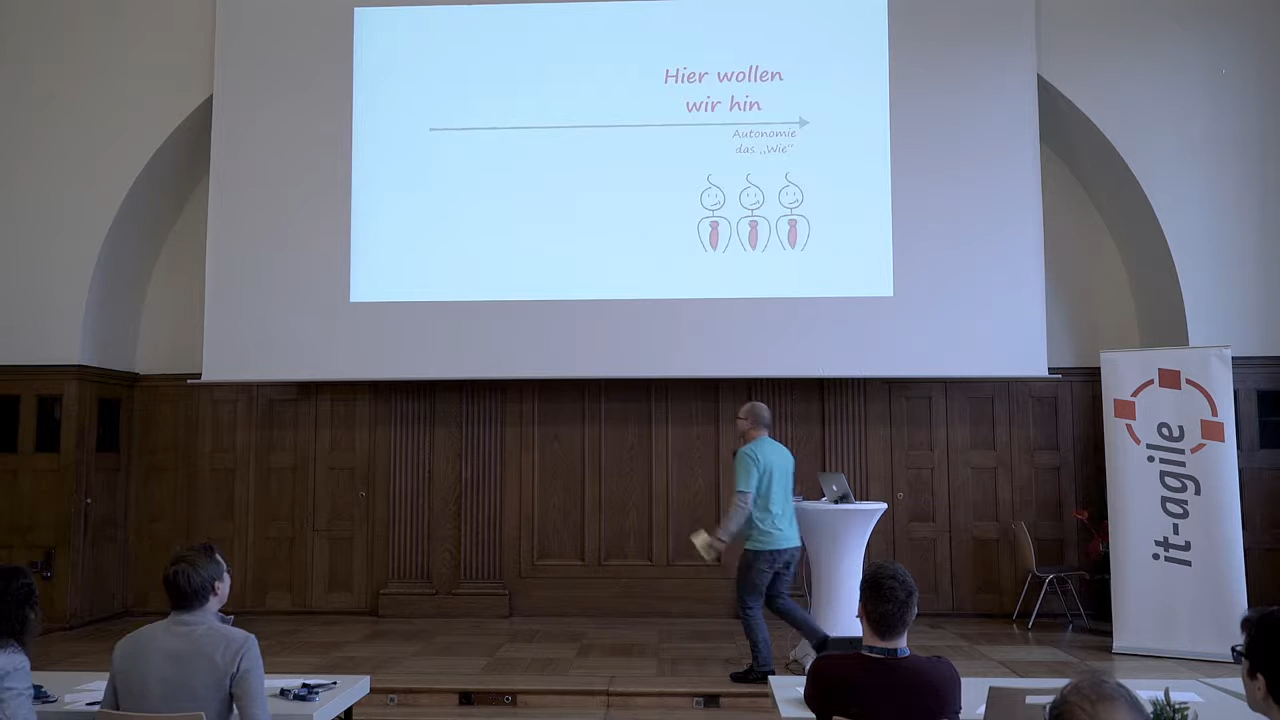 Hier wollen
wir hin
Autonomie
das „Wie“
it-agile